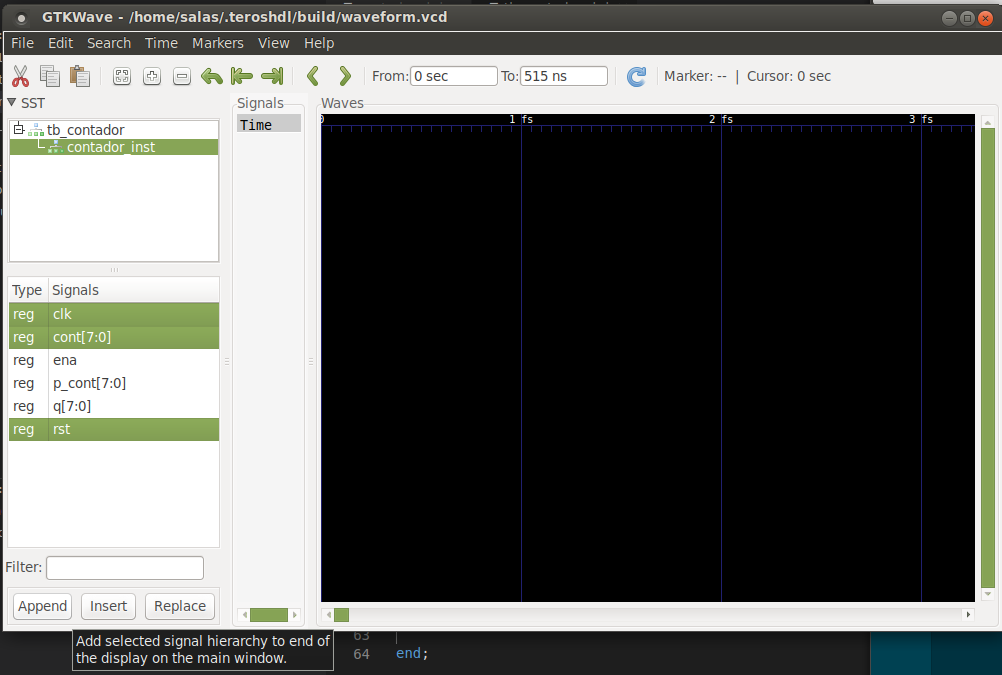 GTKWave - /home/salas/.teroshdl/build/waveform.vcd
File Edit Search Time Markers View Help
From: 0 sec To: 515 ns Marker: -- | Cursor: 0 sec
SST
tb_contador
contador_inst
Type Signals
reg clk
reg cont[7:0]
reg ena
reg p_cont[7:0]
reg q[7:0]
reg rst
Filter:
Append Insert Replace
Signals
Time
Waves
0 1 fs 2 fs 3 fs
Add selected signal hierarchy to end of
the display on the main window.
63
64 end;